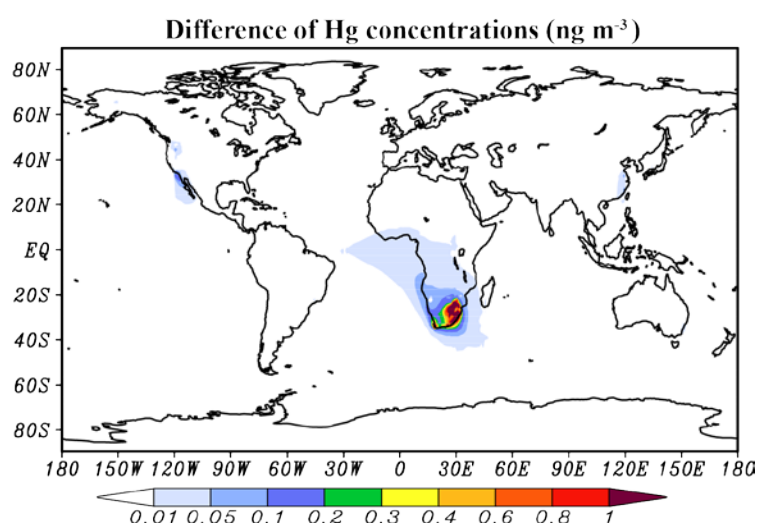 Difference of Hg concentrations (ng m⁻³)
80N
60N
40N
20N
EQ
20S
40S
60S
80S
180 150W 120W 90W 60W 30W 0 30E 60E 90E 120E 150E 180
0.01 0.05 0.1 0.2 0.3 0.4 0.6 0.8 1